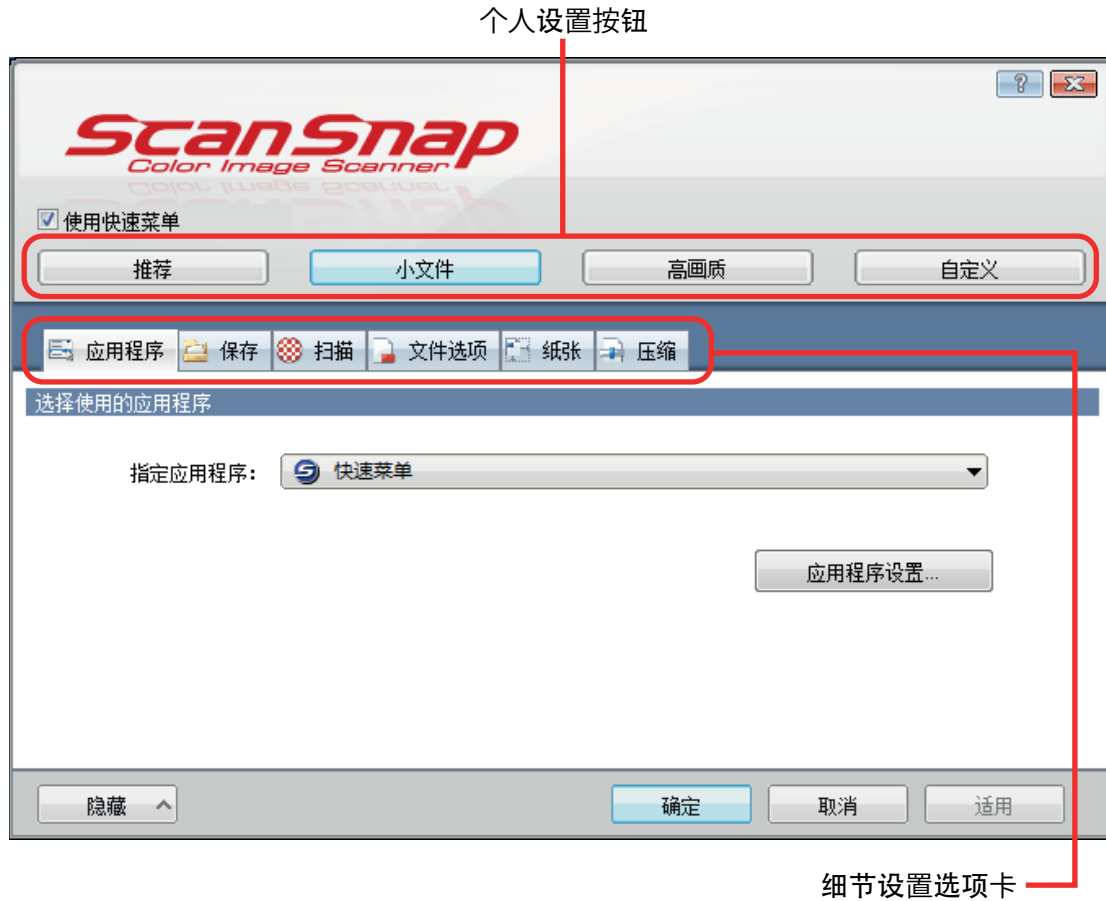 个人设置按钮
ScanSnap
Color Image Scanner
使用快速菜单
推荐 小文件 高画质 自定义
应用程序 保存 扫描 文件选项 纸张 压缩
选择使用的应用程序
指定应用程序: 快速菜单
应用程序设置...
隐藏 确定 取消 适用
细节设置选项卡